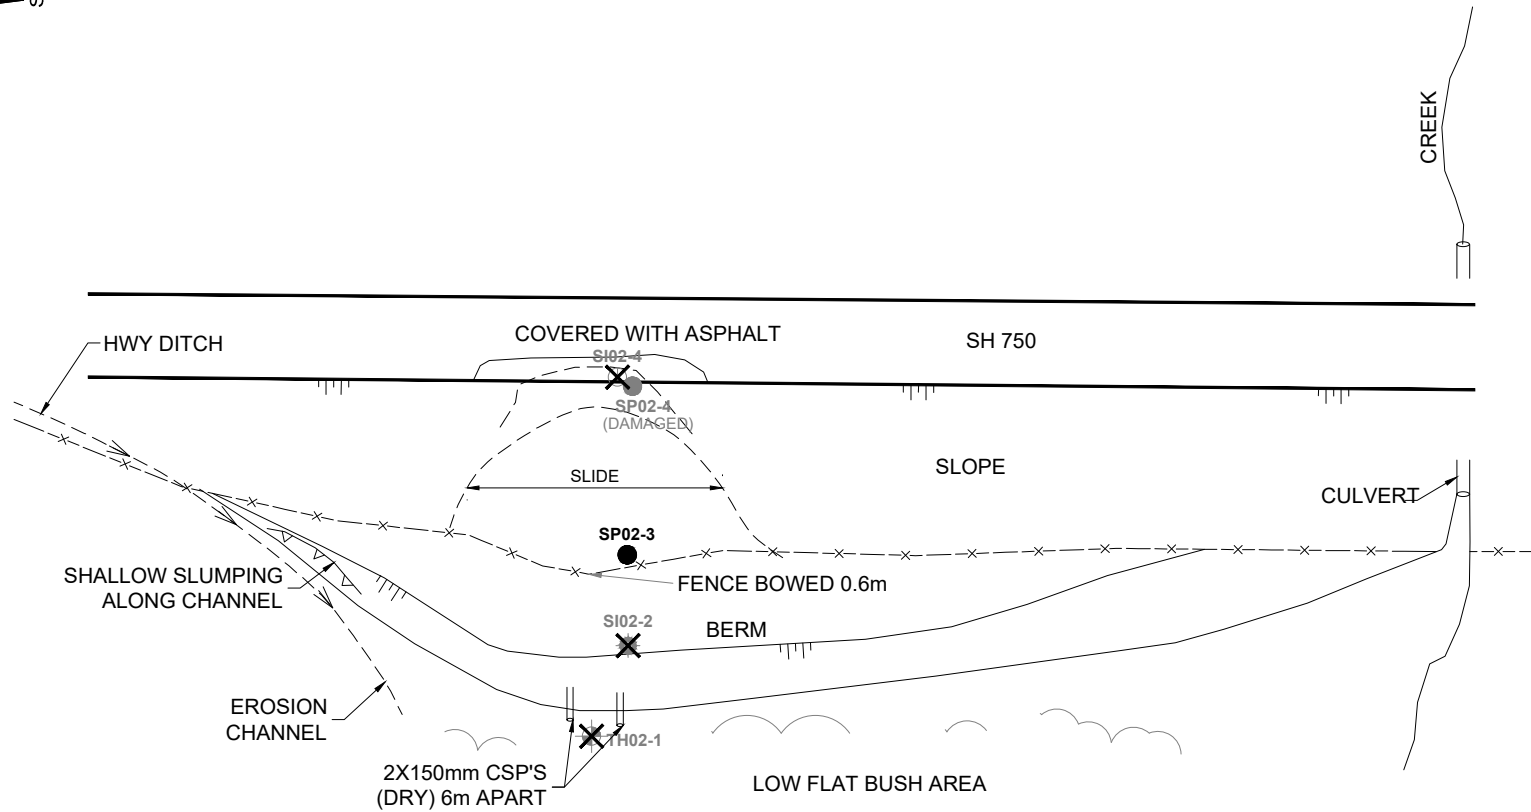 S
CREEK
COVERED WITH ASPHALT
SH 750
HWY DITCH
SI02-4
SP02-4
(DAMAGED)
SLIDE
SLOPE
CULVERT
SP02-3
FENCE BOWED 0.6m
SHALLOW SLUMPING
ALONG CHANNEL
SI02-2
BERM
EROSION
CHANNEL
TH02-1
2X150mm CSP'S
(DRY) 6m APART
LOW FLAT BUSH AREA